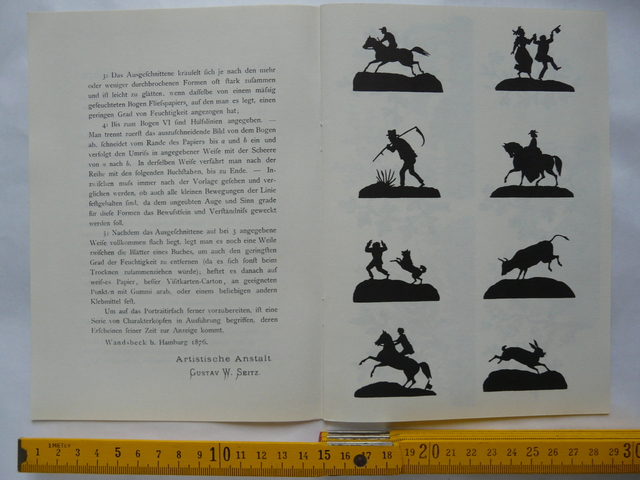 3) Das Ausgeſchnittene kräuſelt ſich je nach den mehr
oder weniger durchbrochenen Formen oft ſtark zuſammen
und iſt leicht zu glätten, wenn daſſelbe von einem mäßig
gefeuchteten Bogen Fließpapiers, auf den man es legt, einen
geringen Grad von Feuchtigkeit angezogen hat.
4) Bis zum Bogen VI ſind Hülfslinien angegeben. —
Man trennt zuerſt das auszuſchneidende Bild von dem Bogen
ab, ſchneidet vom Rande des Papiers bis a und b ein und
verfolgt den Umriſs in angegebener Weiſe mit der Scheere
von a nach b. In derſelben Weiſe verfährt man nach der
Reihe mit den folgenden Buchſtaben, bis zu Ende. — In-
zwiſchen muſs immer nach der Vorlage geſehen und ver-
glichen werden, ob auch alle kleinen Bewegungen der Linie
feſtgehalten ſind, da dem ungeübten Auge und Sinn grade
für dieſe Formen das Bewuſstſein und Verſtändniſs geweckt
werden ſoll.
5) Nachdem das Ausgeſchnittene auf bei 3 angegebene
Weiſe vollkommen flach liegt, legt man es noch eine Weile
zwiſchen die Blätter eines Buches, um auch den geringſten
Grad der Feuchtigkeit zu entfernen (da es ſich ſonſt beim
Trocknen zuſammenziehen würde); heftet es danach auf
weiſses Papier, beſſer Viſitkarten-Carton, an geeigneten
Punkten mit Gummi arab. oder einem beliebigen andern
Klebmittel feſt.
Um auf das Portraitfach ferner vorzubereiten, iſt eine
Serie von Charakterköpfen in Ausführung begriffen, deren
Erſcheinen ſeiner Zeit zur Anzeige kommt.
Wandsbeck b. Hamburg 1876.
Artistische Anstalt
Gustav W. Seitz.
1 METER
1 2 3 4 5 6 7 8 9 10 11 12 13 14 15 16 17 18 19 20 21 22 23 24 25 26 27 28 29 3